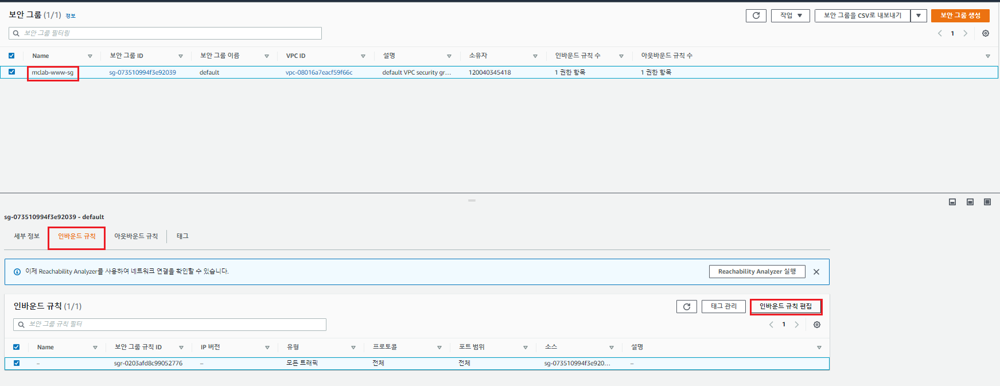 보안 그룹 (1/1) 정보
작업
보안 그룹을 CSV로 내보내기
보안 그룹 생성
보안 그룹 필터링
1
Name 보안 그룹 ID 보안 그룹 이름 VPC ID 설명 소유자 인바운드 규칙 수 아웃바운드 규칙 수
mclab-www-sg sg-073510994f3e92039 default vpc-08016a7eacf59f66c default VPC security gr... 120040345418 1 권한 항목 1 권한 항목
sg-073510994f3e92039 - default
세부 정보 인바운드 규칙 아웃바운드 규칙 태그
이제 Reachability Analyzer를 사용하여 네트워크 연결을 확인할 수 있습니다. Reachability Analyzer 실행
인바운드 규칙 (1/1) 태그 관리 인바운드 규칙 편집
보안 그룹 규칙 필터
1
Name 보안 그룹 규칙 ID IP 버전 유형 프로토콜 포트 범위 소스 설명
– sgr-0203afd8c99052776 – 모든 트래픽 전체 전체 sg-073510994f3e920... –